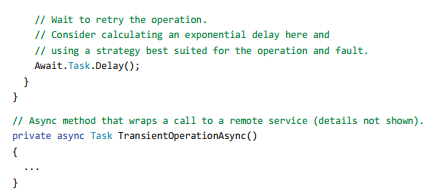 // Wait to retry the operation.
// Consider calculating an exponential delay here and
// using a strategy best suited for the operation and fault.
Await.Task.Delay();
}
}
// Async method that wraps a call to a remote service (details not shown).
private async Task TransientOperationAsync()
{
...
}